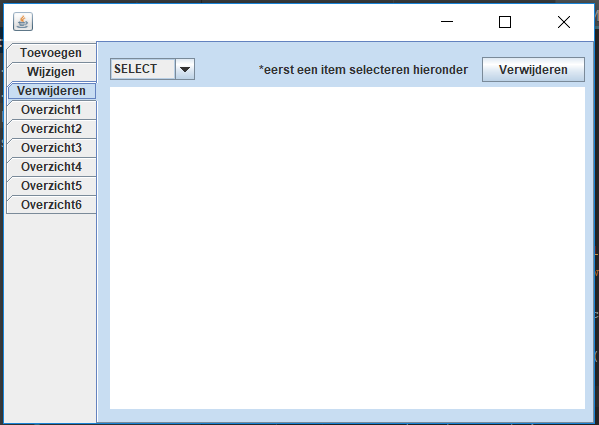 Toevoegen
Wijzigen
Verwijderen
Overzicht1
Overzicht2
Overzicht3
Overzicht4
Overzicht5
Overzicht6
SELECT *eerst een item selecteren hieronder Verwijderen